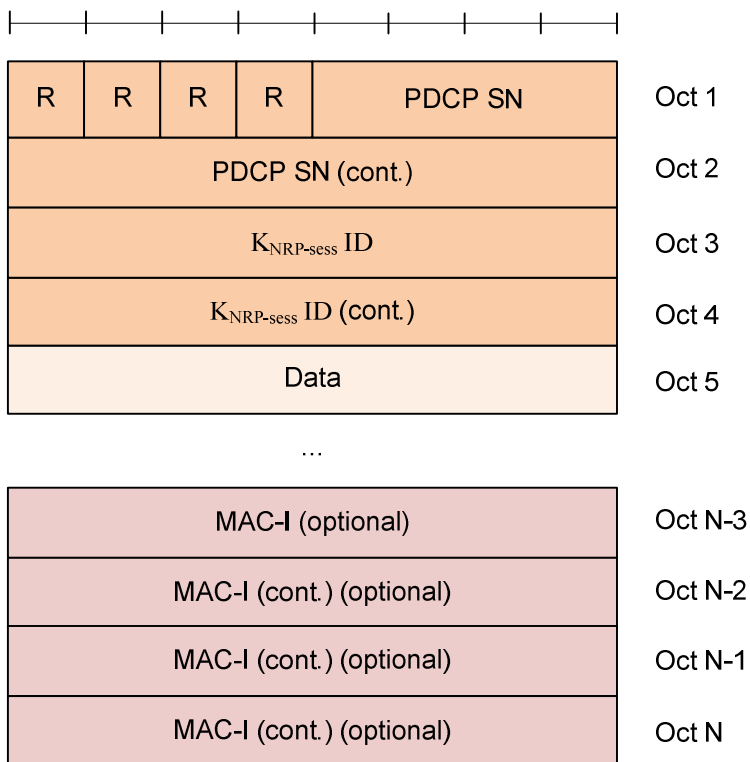 R R R R PDCP SN Oct 1
PDCP SN (cont.) Oct 2
KNRP-sess ID Oct 3
KNRP-sess ID (cont.) Oct 4
Data Oct 5
...
MAC-I (optional) Oct N-3
MAC-I (cont.) (optional) Oct N-2
MAC-I (cont.) (optional) Oct N-1
MAC-I (cont.) (optional) Oct N